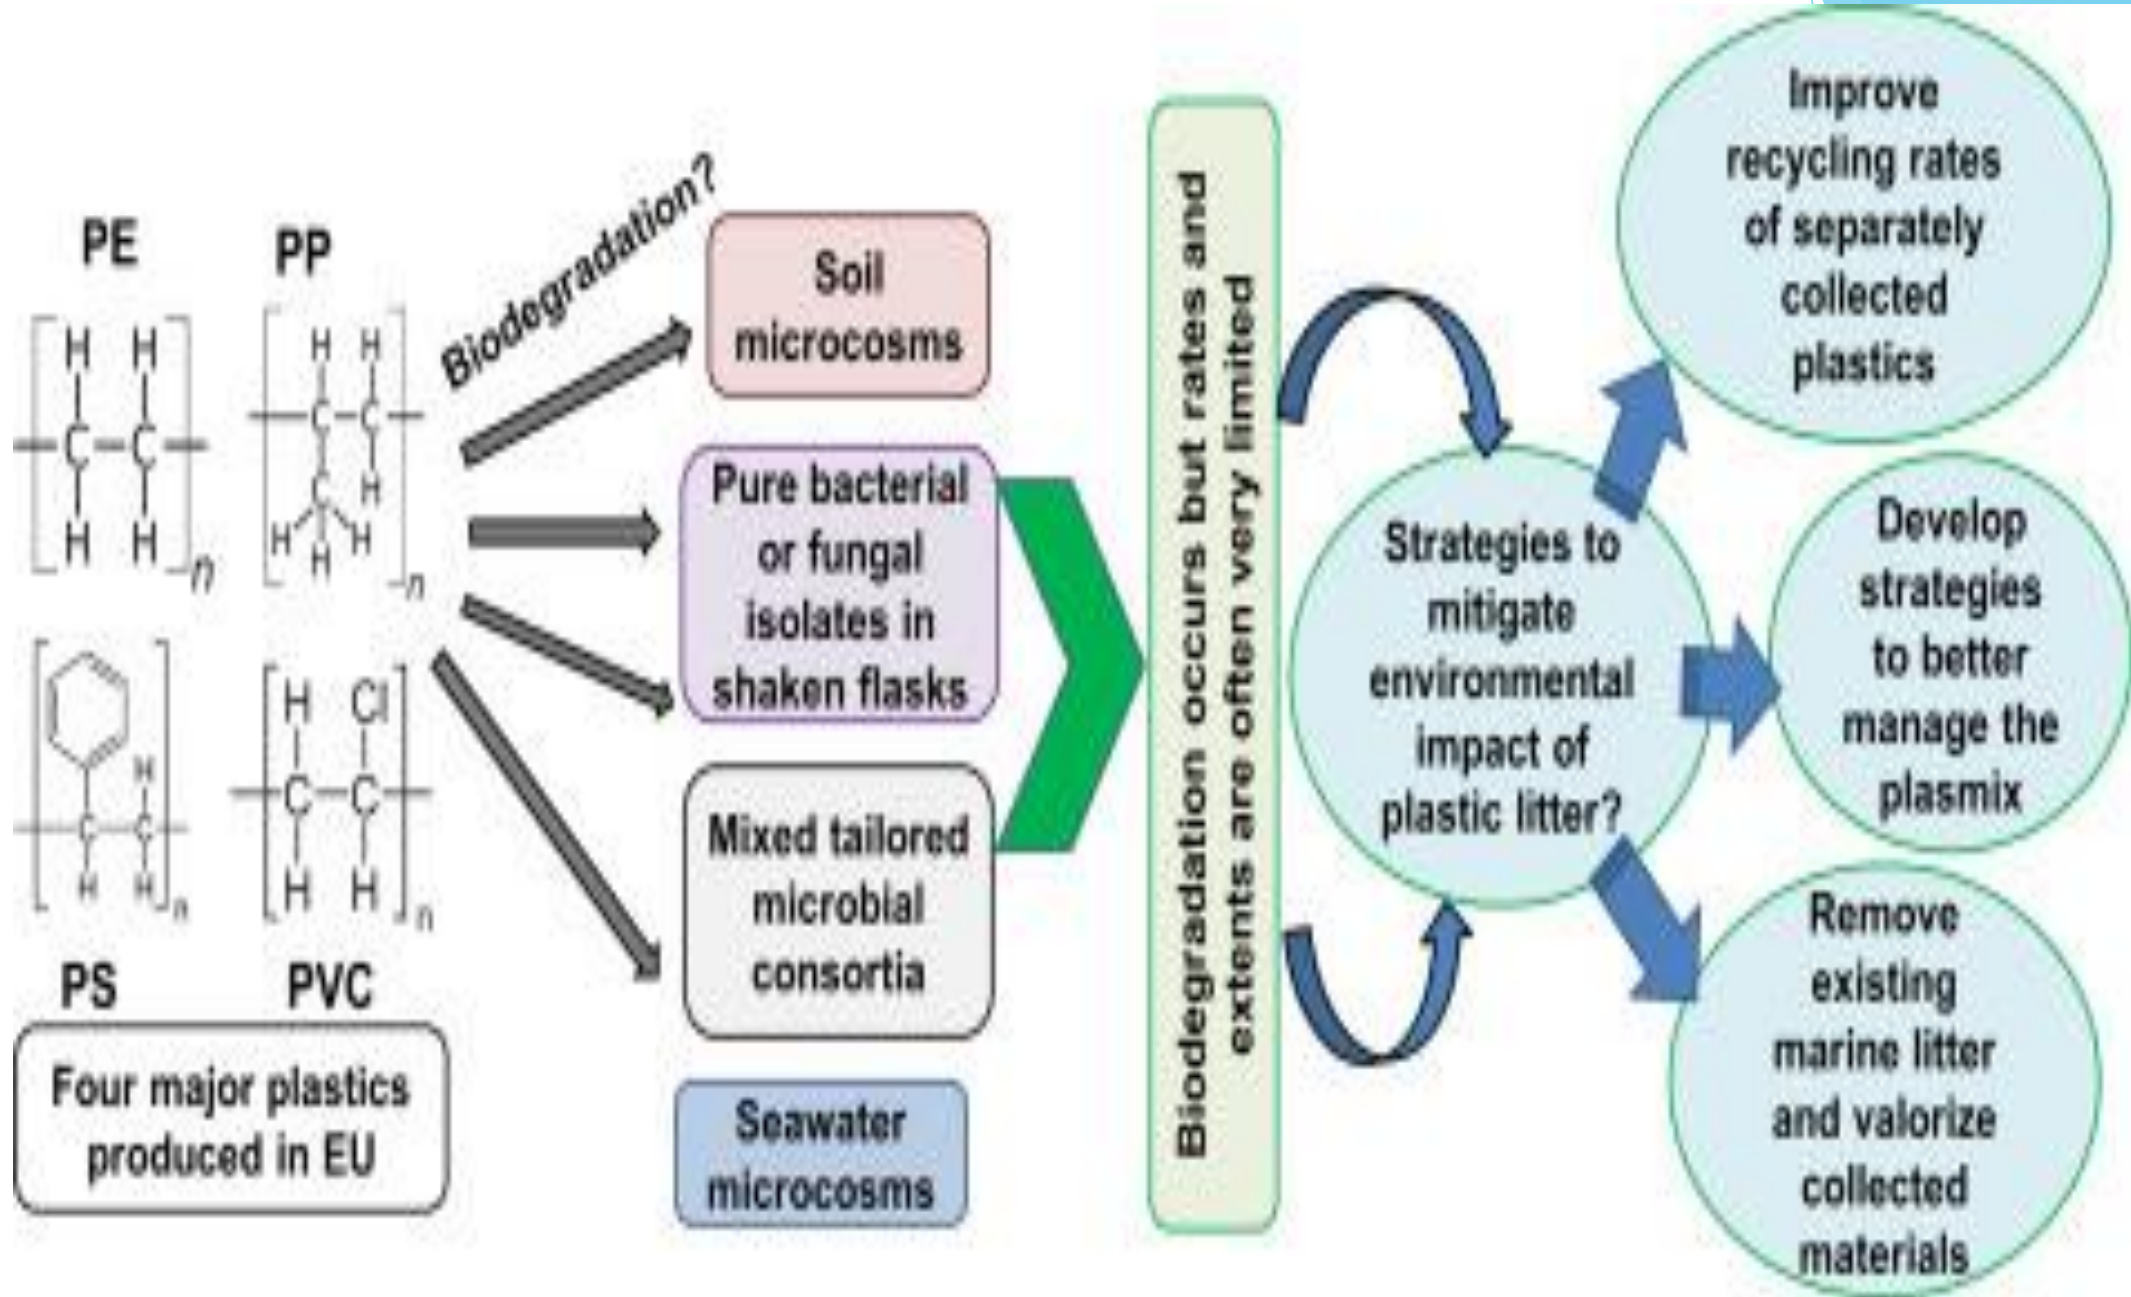 PE
PP
H H
C C
H H
n
H H
C C
C H
H H
H
n
H
C C
H H
n
H Cl
C C
H H
n
PS
PVC
Four major plastics
produced in EU
Biodegradation?
Soil
microcosms
Pure bacterial
or fungal
isolates in
shaken flasks
Mixed tailored
microbial
consortia
Seawater
microcosms
Biodegradation occurs but rates and
extents are often very limited
Strategies to
mitigate
environmental
impact of
plastic litter?
Improve
recycling rates
of separately
collected
plastics
Develop
strategies
to better
manage the
plasmix
Remove
existing
marine litter
and valorize
collected
materials